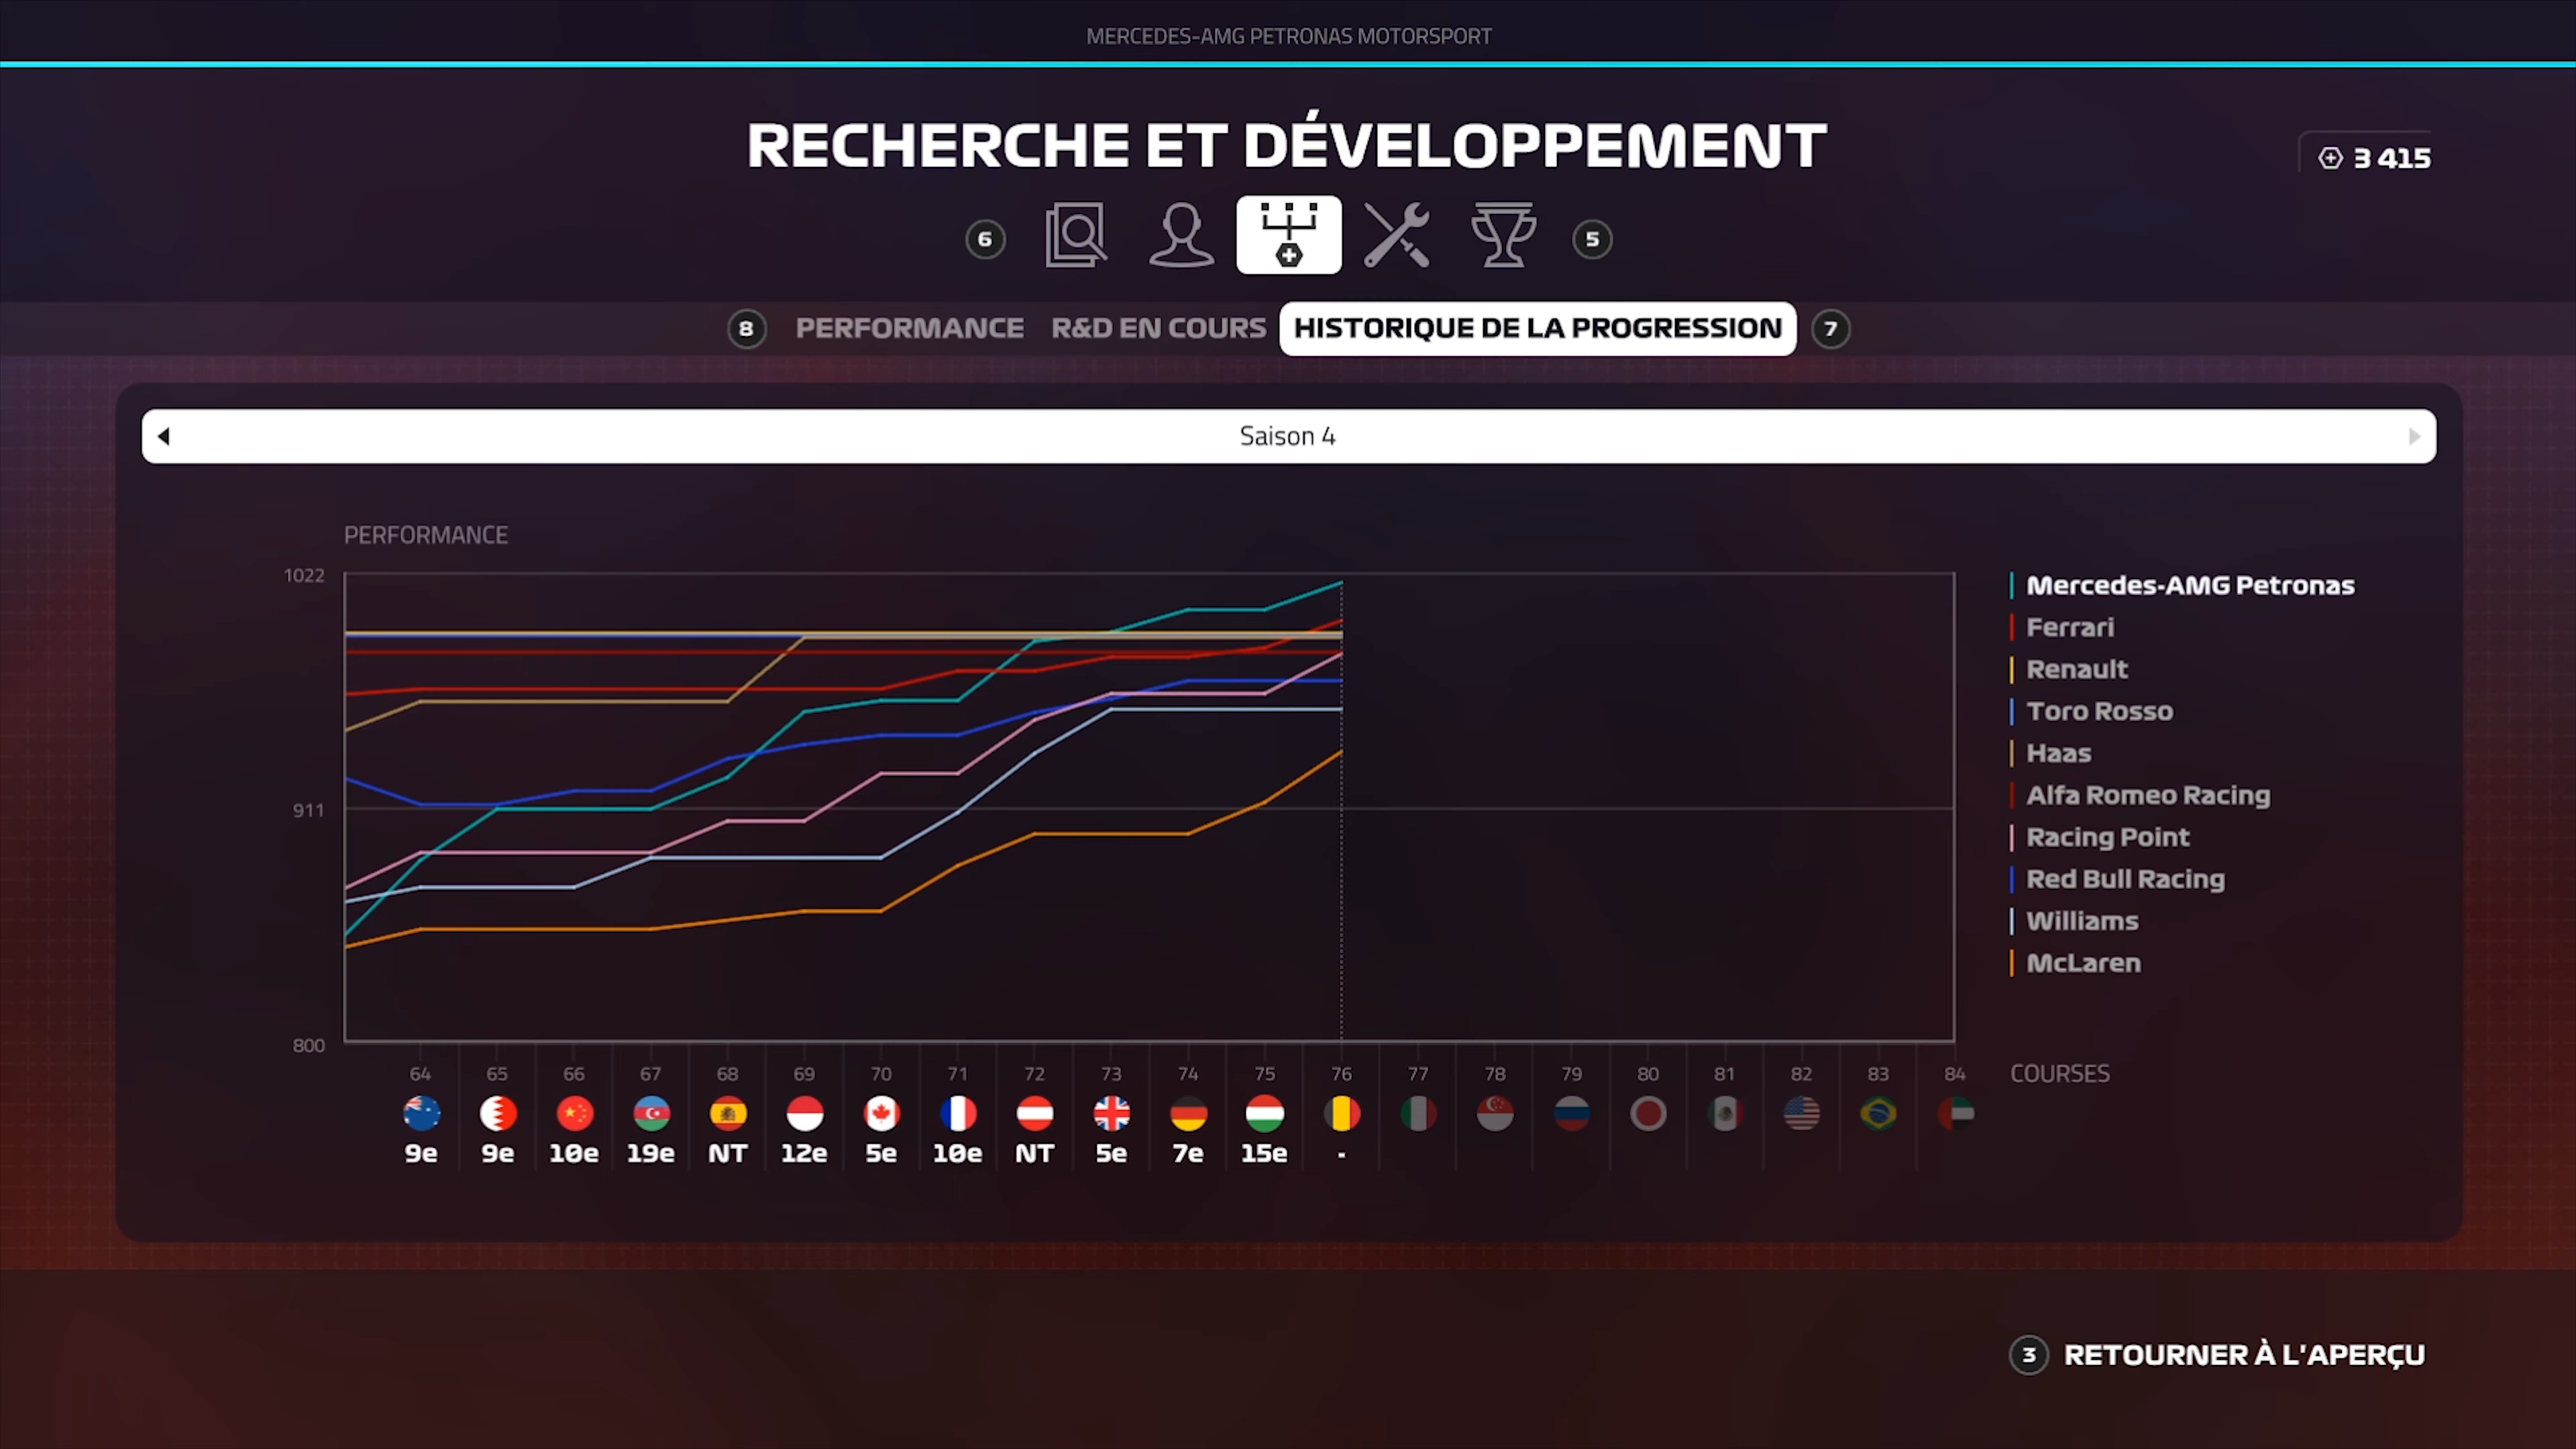 MERCEDES-AMG PETRONAS MOTORSPORT
RECHERCHE ET DÉVELOPPEMENT
3 415
6
5
8 PERFORMANCE R&D EN COURS HISTORIQUE DE LA PROGRESSION 7
Saison 4
PERFORMANCE
1022
911
800
Mercedes-AMG Petronas
Ferrari
Renault
Toro Rosso
Haas
Alfa Romeo Racing
Racing Point
Red Bull Racing
Williams
McLaren
64 65 66 67 68 69 70 71 72 73 74 75 76 77 78 79 80 81 82 83 84 COURSES
9e 9e 10e 19e NT 12e 5e 10e NT 5e 7e 15e -
3 RETOURNER À L'APERÇU